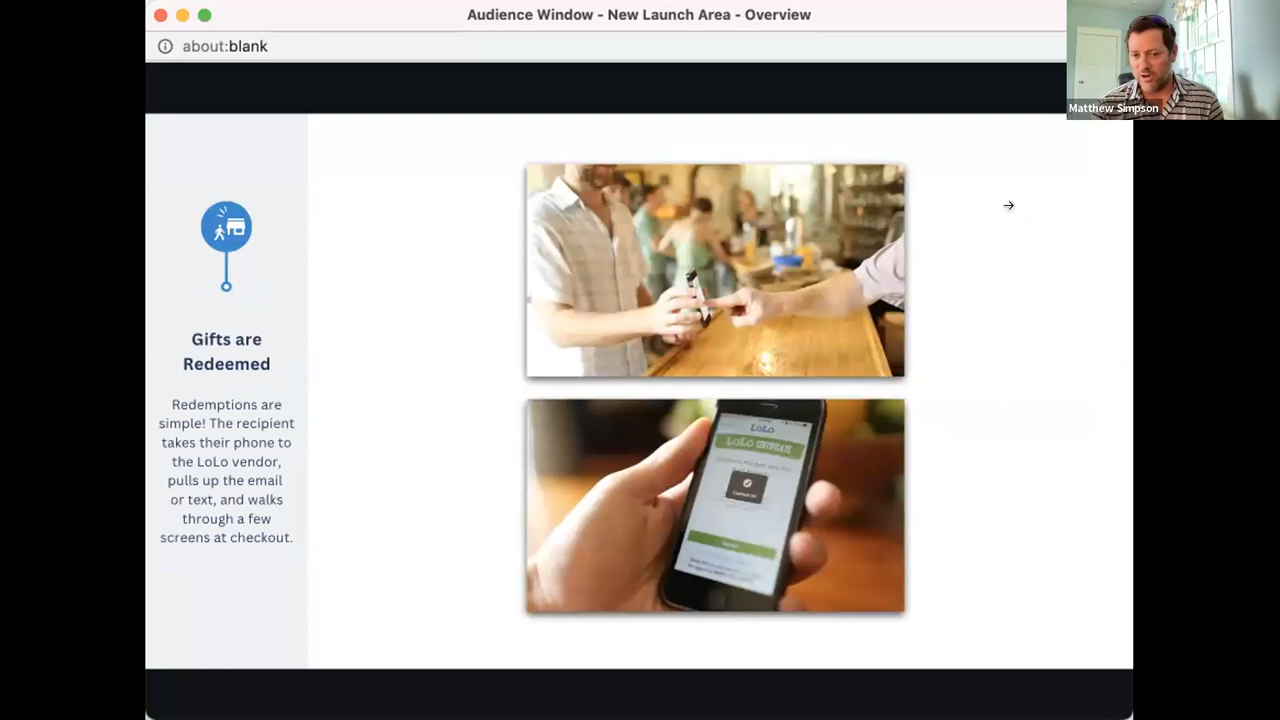 Audience Window - New Launch Area - Overview
about:blank
Matthew Simpson
Gifts are
Redeemed
Redemptions are
simple! The recipient
takes their phone to
the LoLo vendor,
pulls up the email
or text, and walks
through a few
screens at checkout.
LoLo
LoLo CERTIFICATE